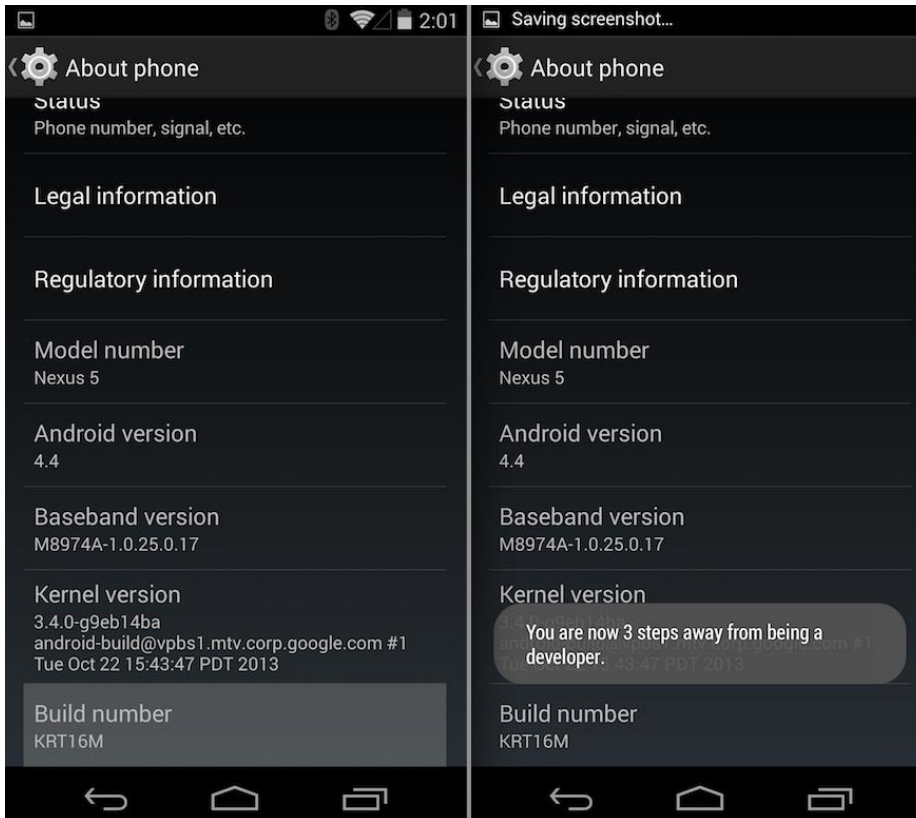 2:01
About phone
Status
Phone number, signal, etc.
Legal information
Regulatory information
Model number
Nexus 5
Android version
4.4
Baseband version
M8974A-1.0.25.0.17
Kernel version
3.4.0-g9eb14ba
android-build@vpbs1.mtv.corp.google.com #1
Tue Oct 22 15:43:47 PDT 2013
Build number
KRT16M
Saving screenshot...
About phone
Status
Phone number, signal, etc.
Legal information
Regulatory information
Model number
Nexus 5
Android version
4.4
Baseband version
M8974A-1.0.25.0.17
Kernel version
You are now 3 steps away from being a
developer.
Build number
KRT16M